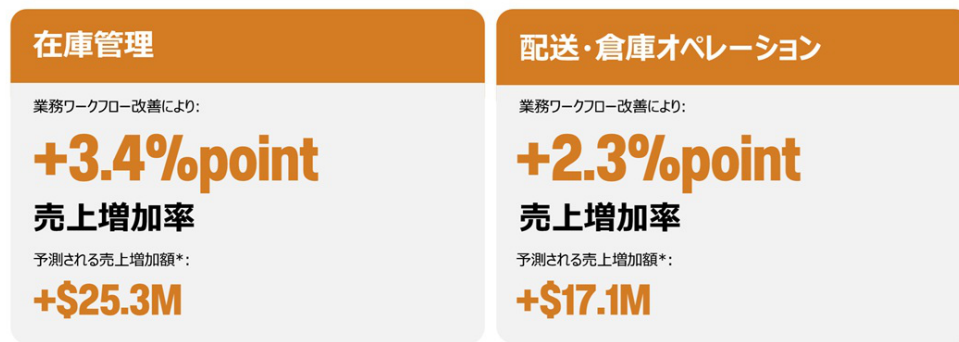 在庫管理
業務ワークフロー改善により:
+3.4%point
売上増加率
予測される売上増加額*:
+$25.3M
配送・倉庫オペレーション
業務ワークフロー改善により:
+2.3%point
売上増加率
予測される売上増加額*:
+$17.1M